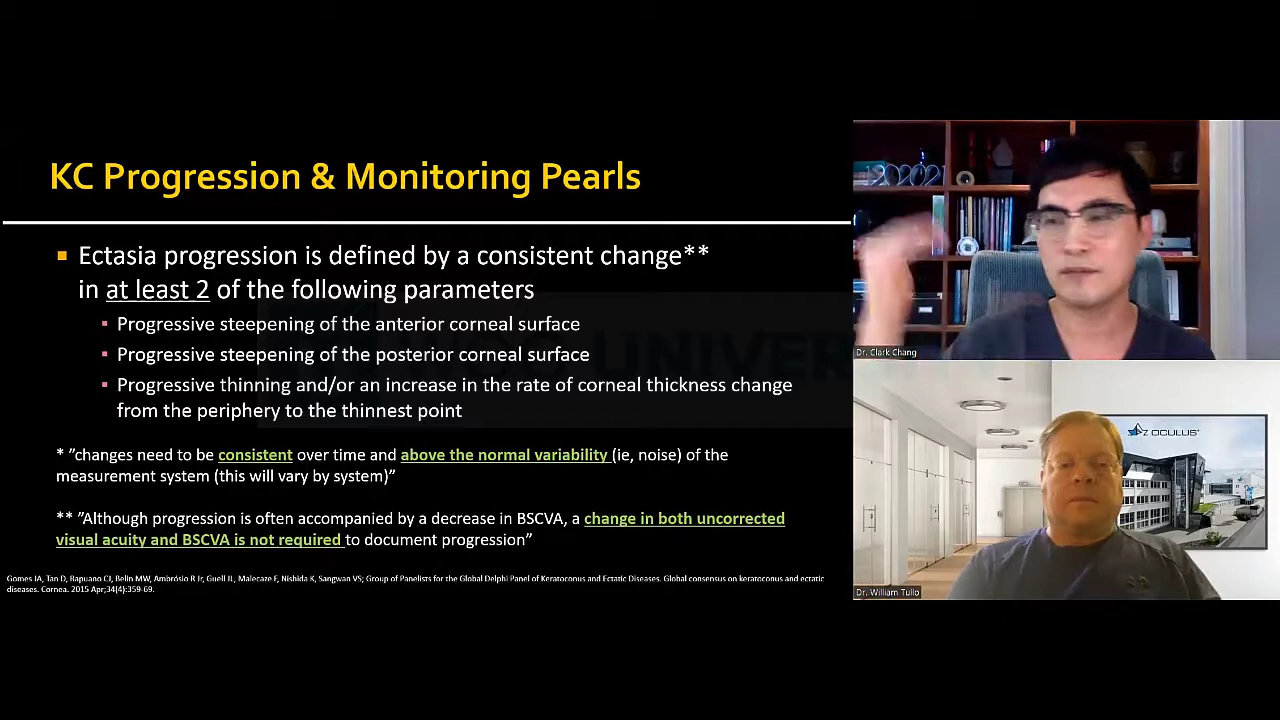 KC Progression & Monitoring Pearls
Ectasia progression is defined by a consistent change**
in at least 2 of the following parameters
Progressive steepening of the anterior corneal surface
Progressive steepening of the posterior corneal surface
Progressive thinning and/or an increase in the rate of corneal thickness change
from the periphery to the thinnest point
* "changes need to be consistent over time and above the normal variability (ie, noise) of the
measurement system (this will vary by system)"
** "Although progression is often accompanied by a decrease in BSCVA, a change in both uncorrected
visual acuity and BSCVA is not required to document progression"
Gomes JA, Tan D, Rapuano CJ, Belin MW, Ambrósio R Jr, Guell JL, Malecaze F, Nishida K, Sangwan VS; Group of Panelists for the Global Delphi Panel of Keratoconus and Ectatic Diseases. Global consensus on keratoconus and ectatic
diseases. Cornea. 2015 Apr;34(4):359-69.
Dr. Clark Chang
OCULUS
Dr. William Tullo